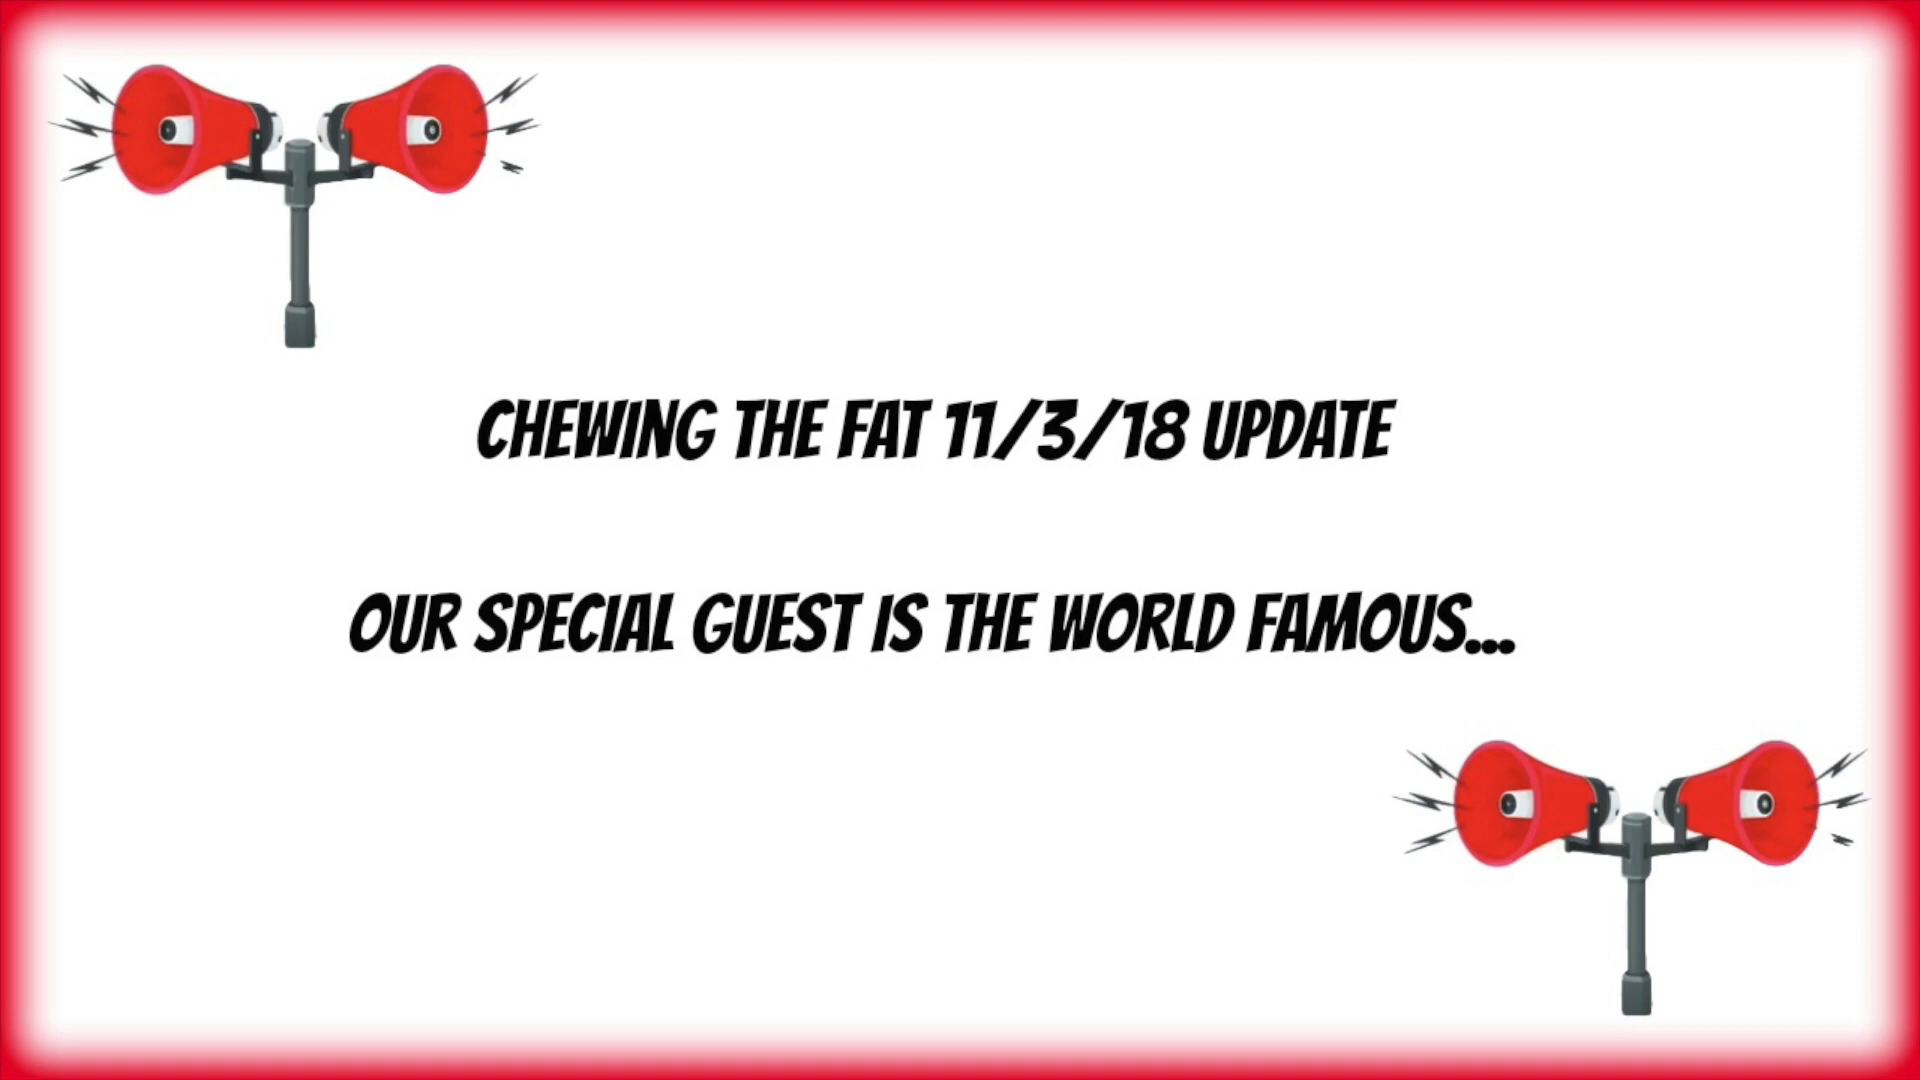 CHEWING THE FAT 11/3/18 UPDATE
OUR SPECIAL GUEST IS THE WORLD FAMOUS...